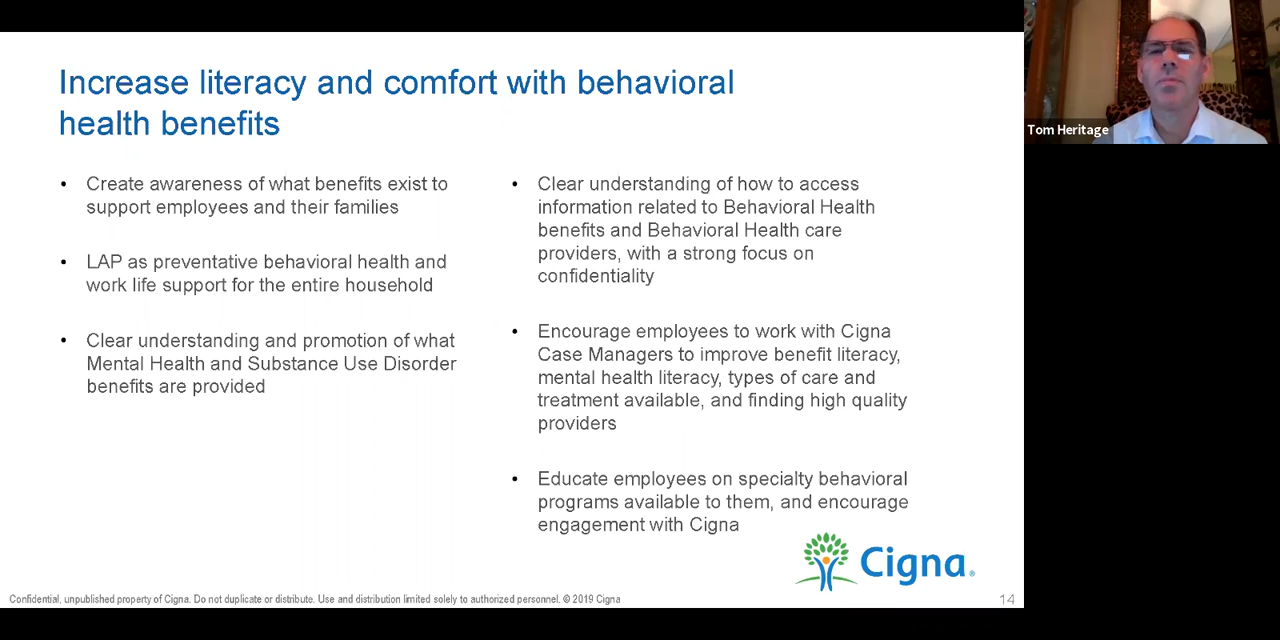 Increase literacy and comfort with behavioral
health benefits
• Create awareness of what benefits exist to
support employees and their families
• LAP as preventative behavioral health and
work life support for the entire household
• Clear understanding and promotion of what
Mental Health and Substance Use Disorder
benefits are provided
• Clear understanding of how to access
information related to Behavioral Health
benefits and Behavioral Health care
providers, with a strong focus on
confidentiality
• Encourage employees to work with Cigna
Case Managers to improve benefit literacy,
mental health literacy, types of care and
treatment available, and finding high quality
providers
• Educate employees on specialty behavioral
programs available to them, and encourage
engagement with Cigna
Cigna®
Confidential, unpublished property of Cigna. Do not duplicate or distribute. Use and distribution limited solely to authorized personnel. © 2019 Cigna
14
Tom Heritage